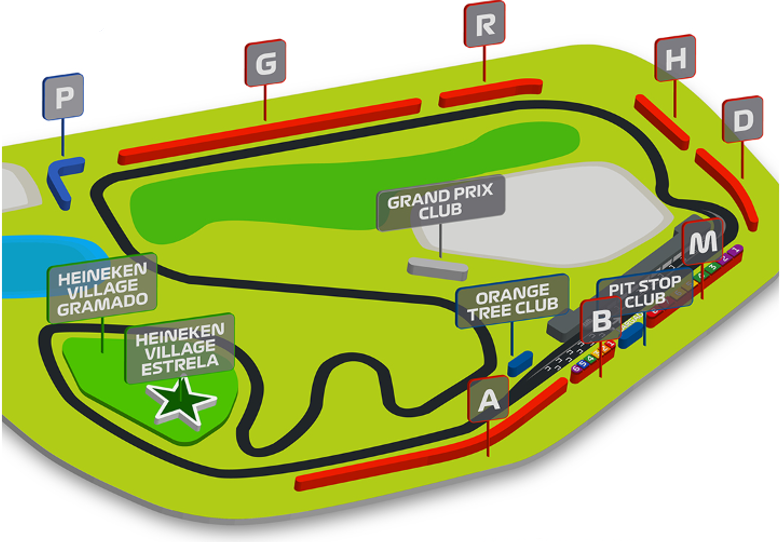 R
G
H
P
D
GRAND PRIX
CLUB
M
HEINEKEN
VILLAGE
GRAMADO
ORANGE
TREE CLUB
PIT STOP
CLUB
B
HEINEKEN
VILLAGE
ESTRELA
A